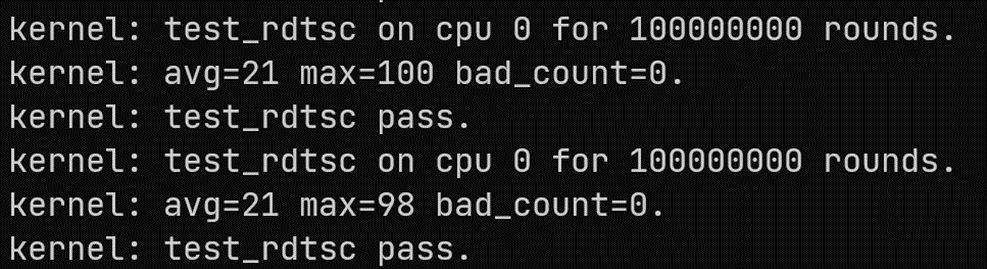 kernel: test_rdtsc on cpu 0 for 100000000 rounds.
kernel: avg=21 max=100 bad_count=0.
kernel: test_rdtsc pass.
kernel: test_rdtsc on cpu 0 for 100000000 rounds.
kernel: avg=21 max=98 bad_count=0.
kernel: test_rdtsc pass.